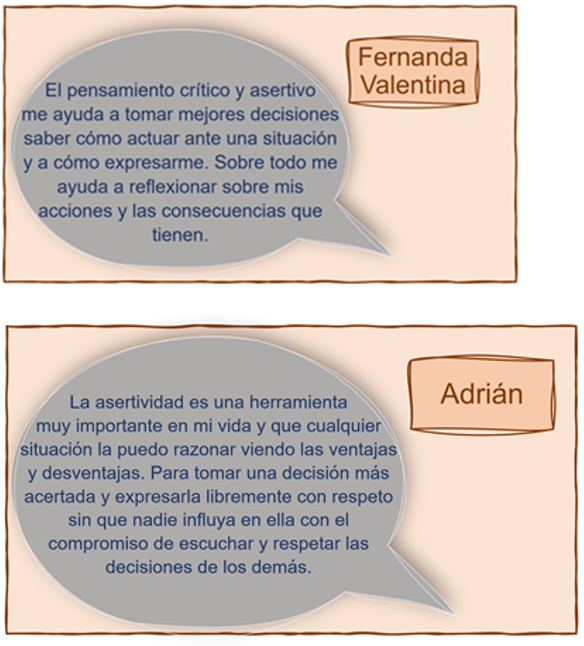 Fernanda
Valentina
El pensamiento crítico y asertivo
me ayuda a tomar mejores decisiones
saber cómo actuar ante una situación
y a cómo expresarme. Sobre todo me
ayuda a reflexionar sobre mis
acciones y las consecuencias que
tienen.
Adrián
La asertividad es una herramienta
muy importante en mi vida y que cualquier
situación la puedo razonar viendo las ventajas
y desventajas. Para tomar una decisión más
acertada y expresarla libremente con respeto
sin que nadie influya en ella con el
compromiso de escuchar y respetar las
decisiones de los demás.